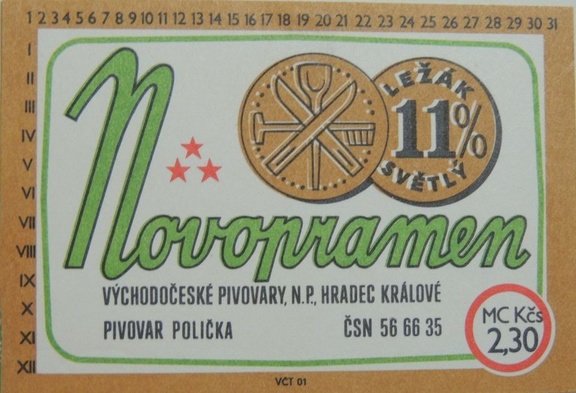 1 2 3 4 5 6 7 8 9 10 11 12 13 14 15 16 17 18 19 20 21 22 23 24 25 26 27 28 29 30 31
I
II
III
IV
V
VI
VII
VIII
IX
X
XI
XII
LEŽÁK
11%
SVĚTLÝ
Novopramen
VÝCHODOČESKÉ PIVOVARY, N.P., HRADEC KRÁLOVÉ
PIVOVAR POLIČKA ČSN 56 66 35
MC Kčs
2,30
VČT 01